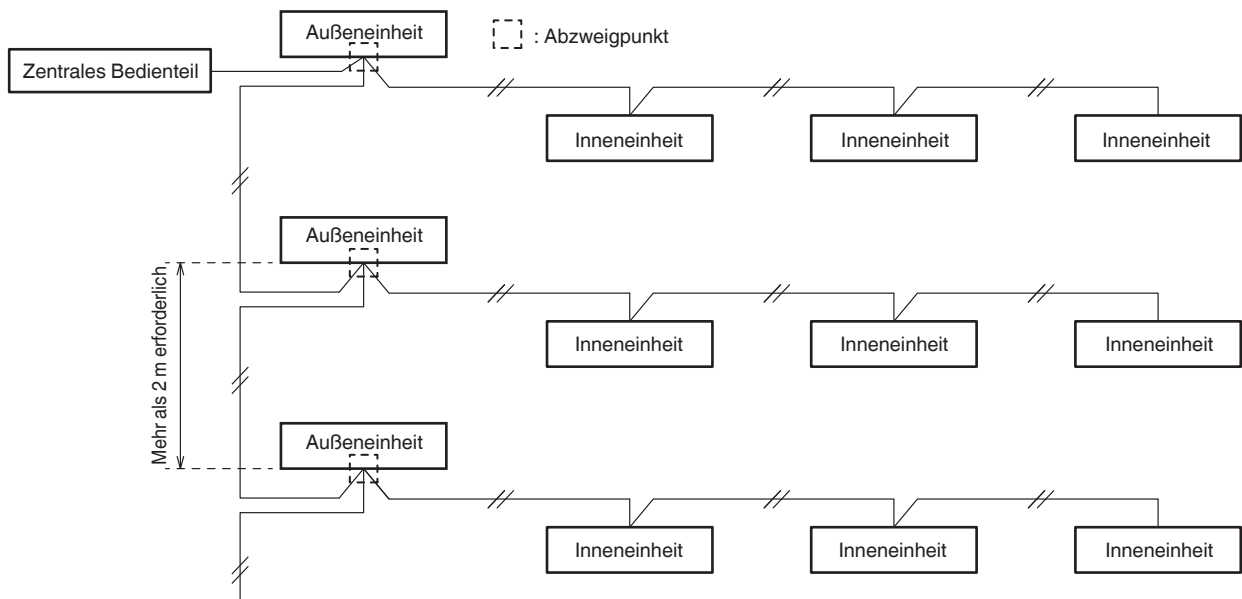 Außeneinheit
: Abzweigpunkt
Zentrales Bedienteil
Inneneinheit
Inneneinheit
Inneneinheit
Außeneinheit
Mehr als 2 m erforderlich
Inneneinheit
Inneneinheit
Inneneinheit
Außeneinheit
Inneneinheit
Inneneinheit
Inneneinheit